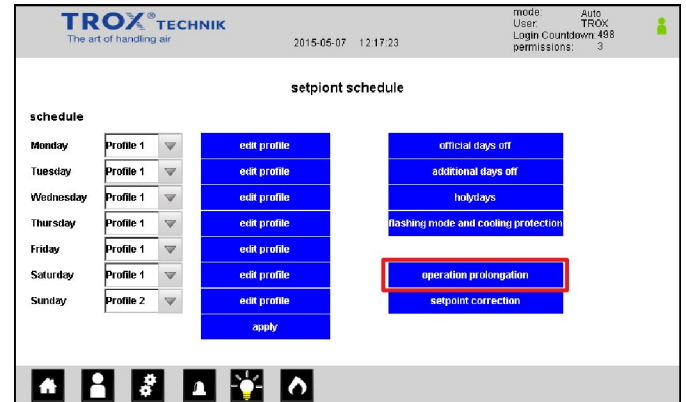 TROX® TECHNIK
The art of handling air
2015-05-07 12:17:23
mode: Auto
User: TROX
Login Countdown: 498
permissions: 3
setpiont schedule
schedule
Monday Profile 1 edit profile official days off
Tuesday Profile 1 edit profile additional days off
Wednesday Profile 1 edit profile holydays
Thursday Profile 1 edit profile flashing mode and cooling protection
Friday Profile 1 edit profile
Saturday Profile 1 edit profile operation prolongation
Sunday Profile 2 edit profile setpoint correction
apply